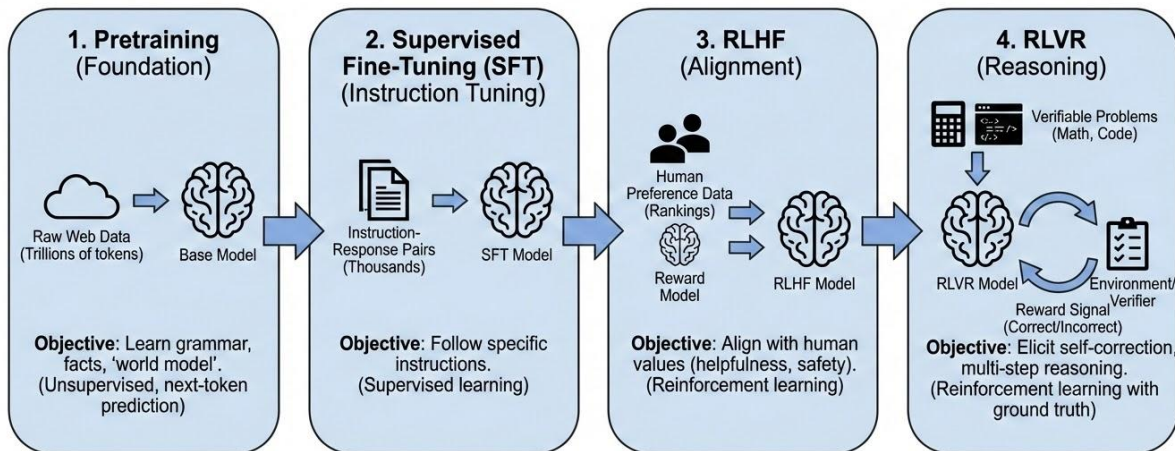 1. Pretraining
(Foundation)
Raw Web Data
(Trillions of tokens)
Base Model
Objective: Learn grammar,
facts, ‘world model’.
(Unsupervised, next-token
prediction)
2. Supervised
Fine-Tuning (SFT)
(Instruction Tuning)
Instruction-
Response Pairs
(Thousands)
SFT Model
Objective: Follow specific
instructions.
(Supervised learning)
3. RLHF
(Alignment)
Human
Preference Data
(Rankings)
Reward
Model
RLHF Model
Objective: Align with human
values (helpfulness, safety).
(Reinforcement learning)
4. RLVR
(Reasoning)
Verifiable Problems
(Math, Code)
RLVR Model
Environment/
Verifier
Reward Signal
(Correct/Incorrect)
Objective: Elicit self-correction,
multi-step reasoning.
(Reinforcement learning with
ground truth)